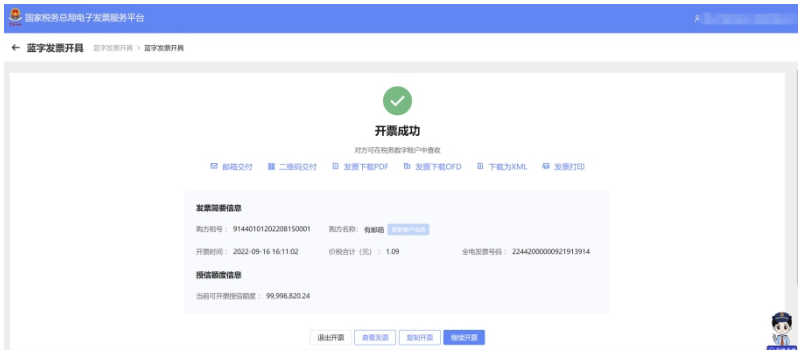 国家税务总局电子发票服务平台
蓝字发票开具 蓝字发票开具 > 蓝字发票开具
开票成功
对方可在税务数字账户中查收
邮箱交付 二维码交付 发票下载PDF 发票下载OFD 下载为XML 发票打印
发票简要信息
购方税号： 91440101202208150001 购方名称： 有邮箱
开票时间： 2022-09-16 16:11:02 价税合计（元）： 1.09 全电发票号码： 22442000000921913914
授信额度信息
当前可开票授信额度： 99,998,820.24
退出开票 查看发票 复制开票 继续开票